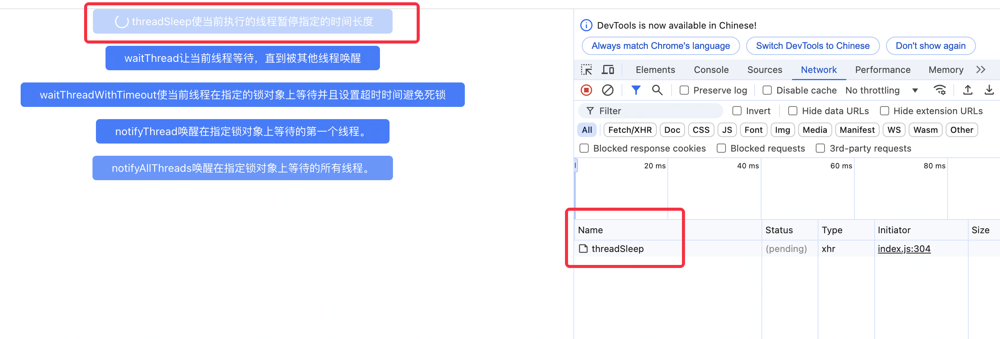 threadSleep使当前执行的线程暂停指定的时间长度
waitThread让当前线程等待，直到被其他线程唤醒
waitThreadWithTimeout使当前线程在指定的锁对象上等待并且设置超时时间避免死锁
notifyThread唤醒在指定锁对象上等待的第一个线程。
notifyAllThreads唤醒在指定锁对象上等待的所有线程。
DevTools is now available in Chinese!
Always match Chrome's language Switch DevTools to Chinese Don't show again
Elements Console Sources Network Performance Memory
Preserve log Disable cache No throttling
Filter Invert Hide data URLs Hide extension URLs
All Fetch/XHR Doc CSS JS Font Img Media Manifest WS Wasm Other
Blocked response cookies Blocked requests 3rd-party requests
20 ms 40 ms 60 ms 80 ms
Name Status Type Initiator Size
threadSleep (pending) xhr index.js:304